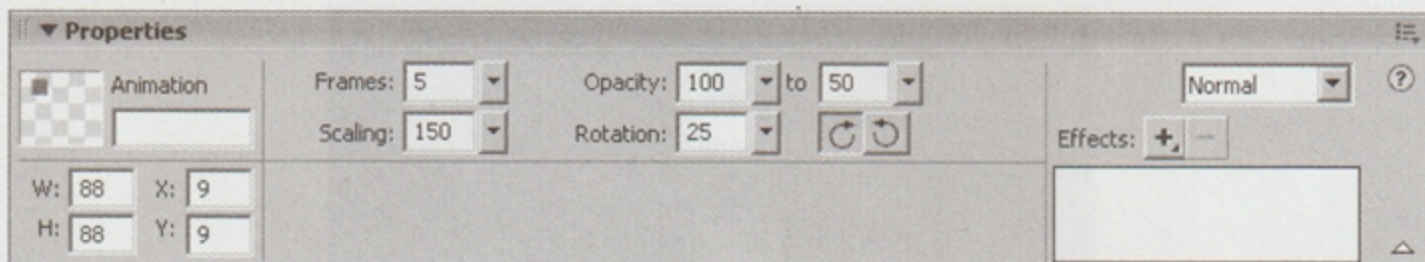 Properties
Animation
Frames: 5
Opacity: 100 to 50
Normal
?
Scaling: 150
Rotation: 25
Effects: + −
W: 88 X: 9
H: 88 Y: 9